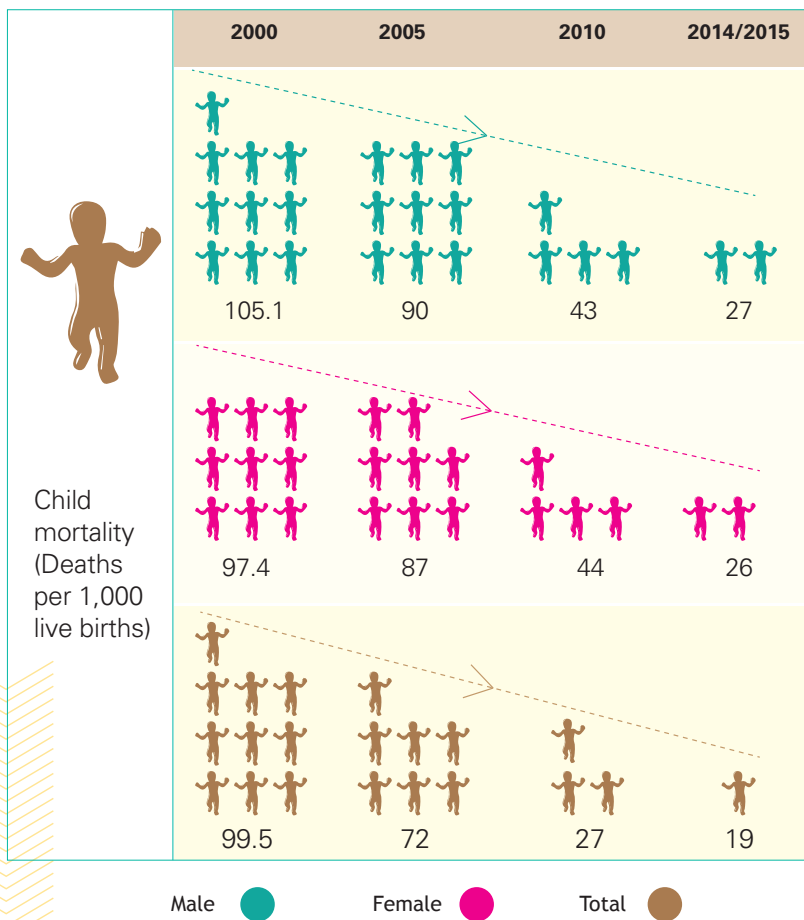 2000 2005 2010 2014/2015
105.1 90 43 27
97.4 87 44 26
Child
mortality
(Deaths
per 1,000
live births)
99.5 72 27 19
Male Female Total